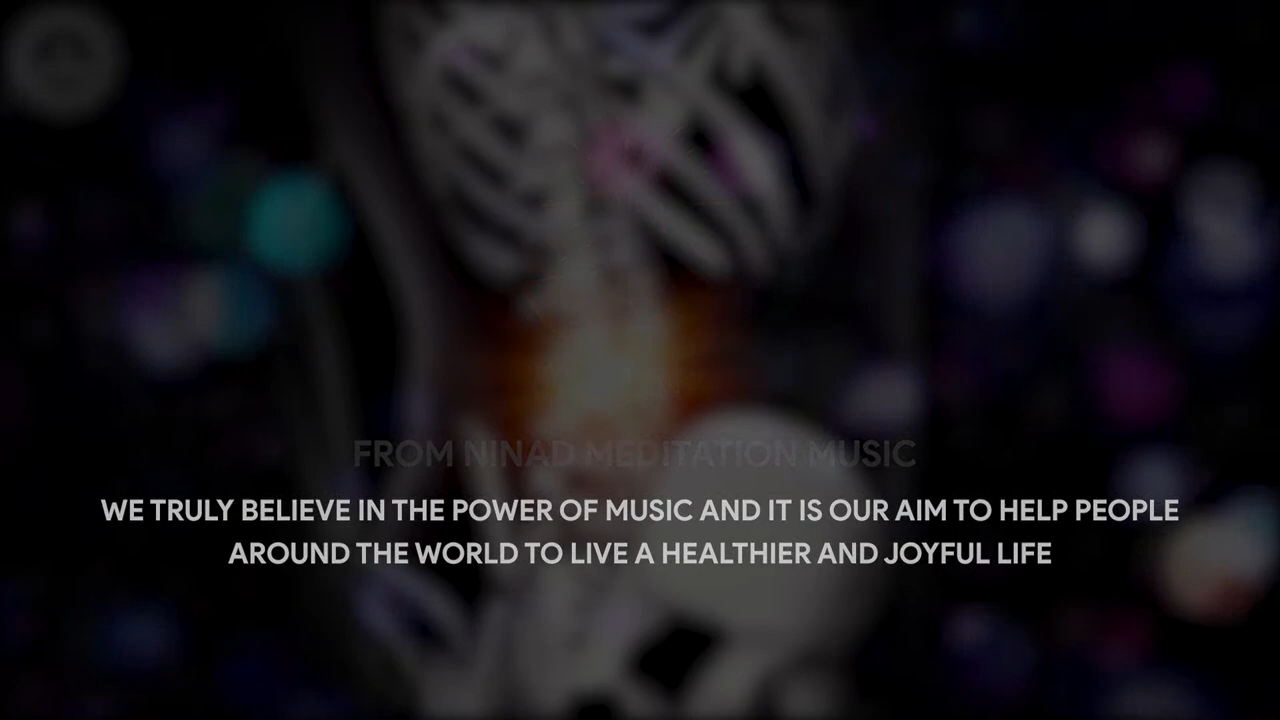 FROM NINAD MEDITATION MUSIC
WE TRULY BELIEVE IN THE POWER OF MUSIC AND IT IS OUR AIM TO HELP PEOPLE
AROUND THE WORLD TO LIVE A HEALTHIER AND JOYFUL LIFE